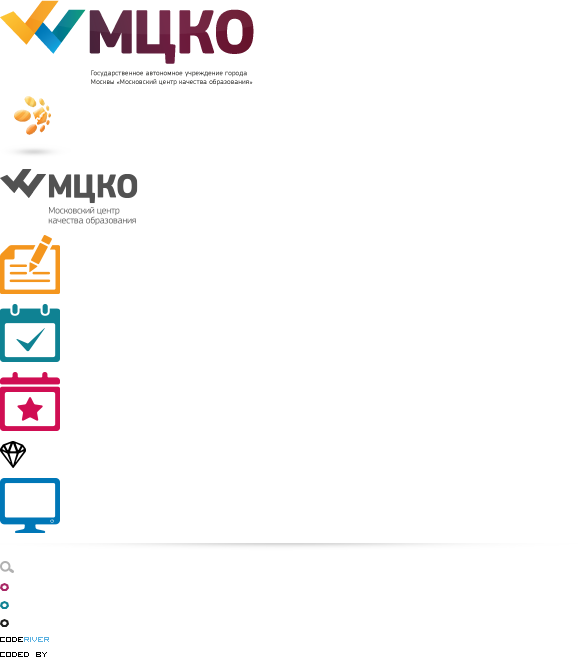 МЦКО
Государственное автономное учреждение города
Москвы «Московский центр качества образования»
МЦКО
Московский центр
качества образования
CODERIVER
CODED BY